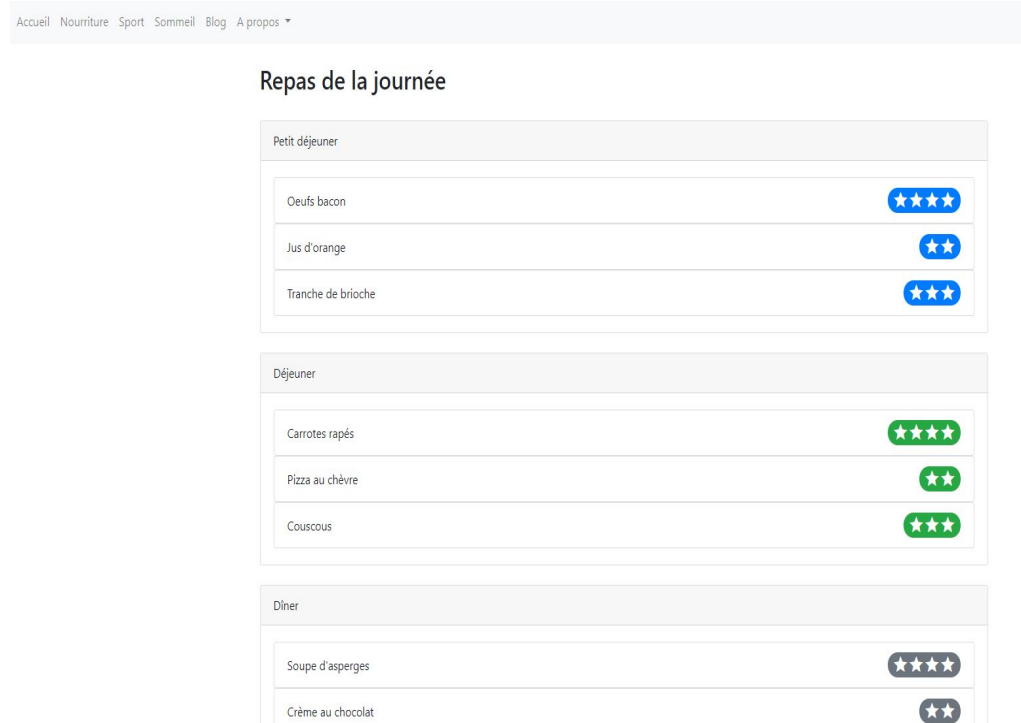 Accueil Nourriture Sport Sommeil Blog A propos
Repas de la journée
Petit déjeuner
Oeufs bacon
Jus d'orange
Tranche de brioche
Déjeuner
Carrotes rapés
Pizza au chèvre
Couscous
Dîner
Soupe d'asperges
Crème au chocolat